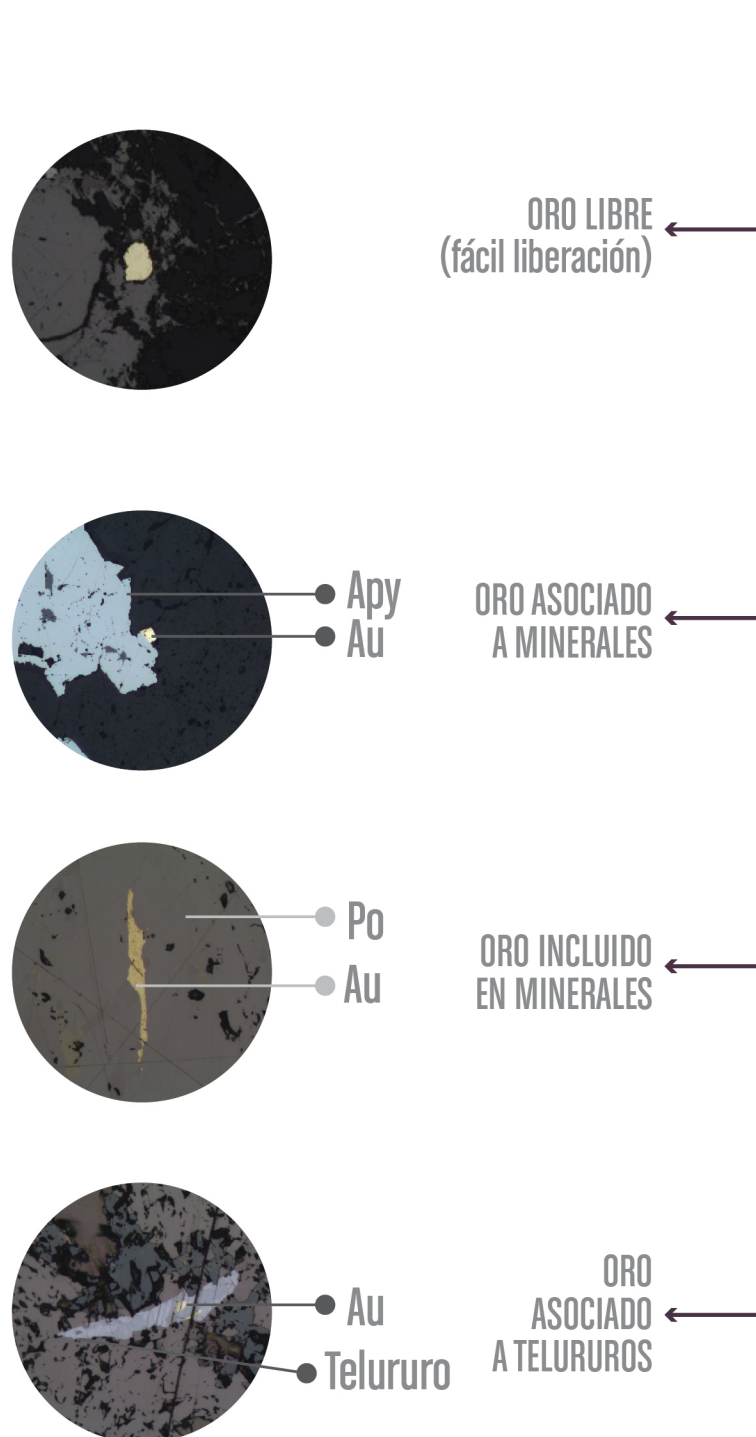 ORO LIBRE
(fácil liberación)
Apy
Au
ORO ASOCIADO
A MINERALES
Po
Au
ORO INCLUIDO
EN MINERALES
Au
Telururo
ORO
ASOCIADO
A TELURUROS